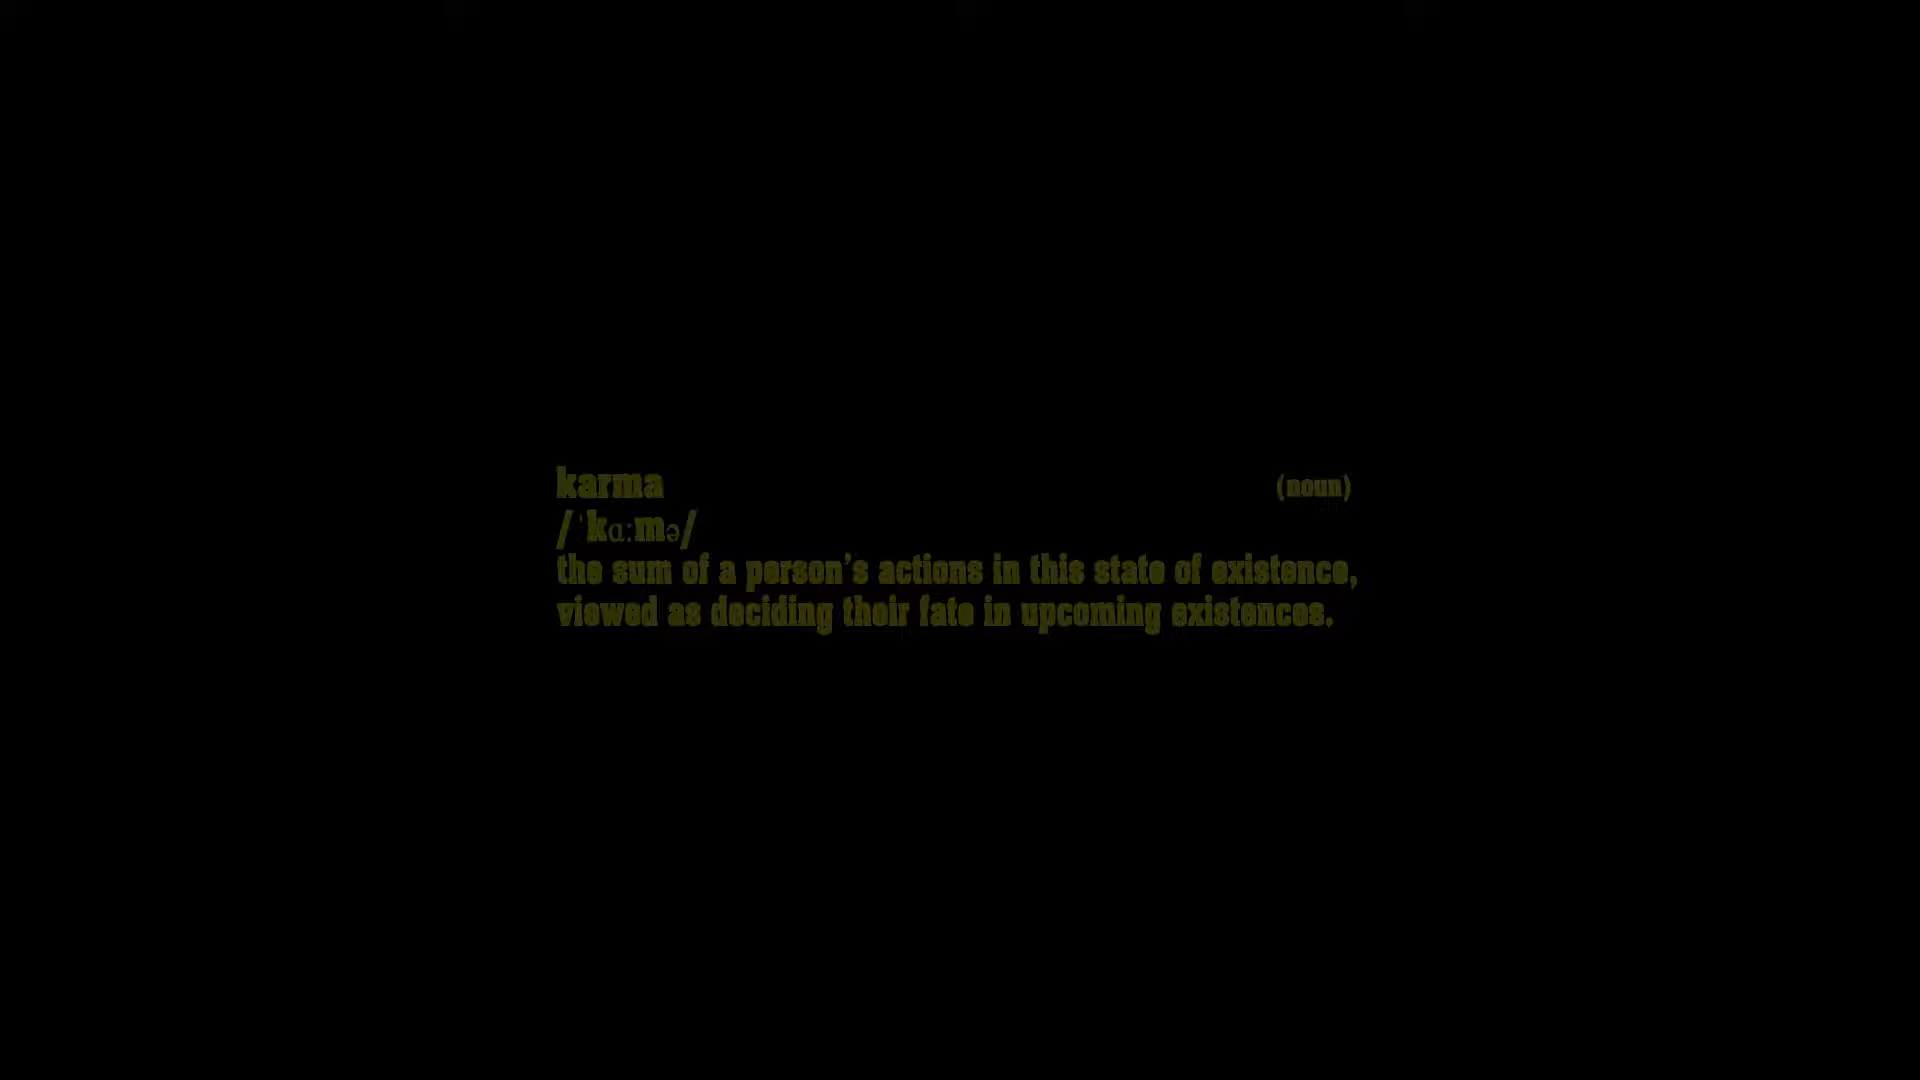 karma (noun)
/ˈkɑːmə/
the sum of a person’s actions in this state of existence,
viewed as deciding their fate in upcoming existences.